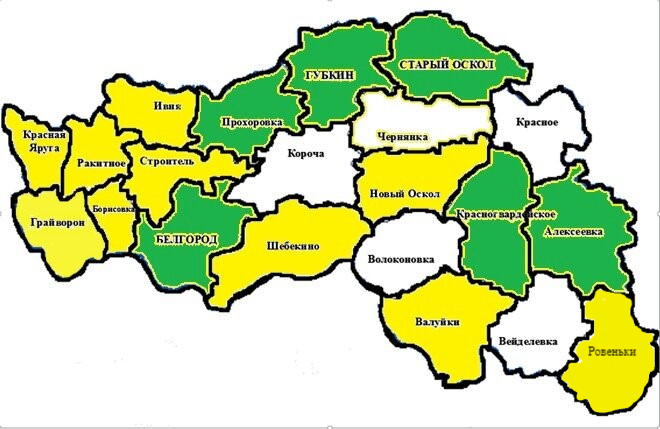 СТАРЫЙ ОСКОЛ
ГУБКИН
Ивня
Прохоровка
Красное
Красная
Яруга
Чернянка
Ракитное
Строитель
Короча
Новый Оскол
Грайворон
Борисовка
Красногвардейское
Алексеевка
БЕЛГОРОД
Шебекино
Волоконовка
Валуйки
Вейделевка
Ровеньки